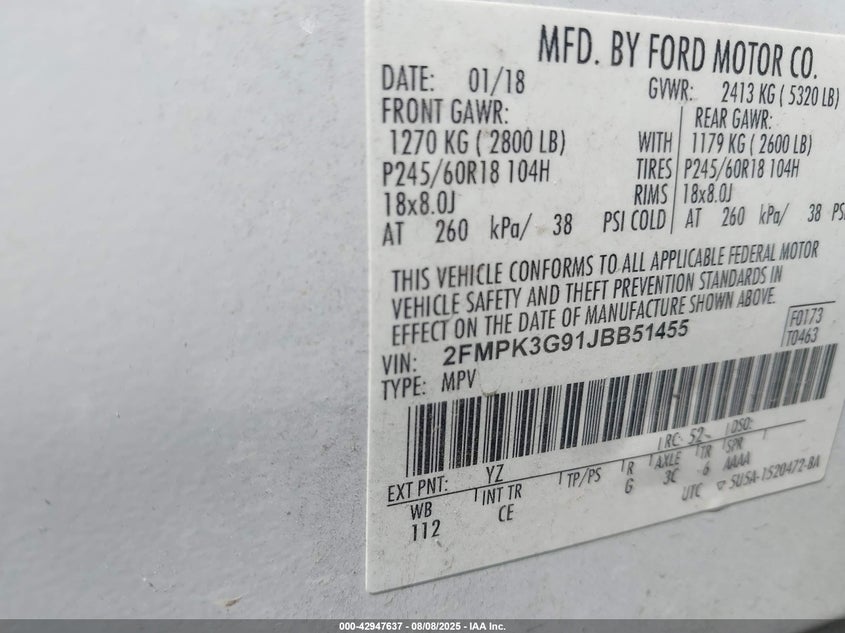 MFD. BY FORD MOTOR CO.
DATE: 01/18 GVWR: 2413 KG ( 5320 LB)
FRONT GAWR: REAR GAWR:
1270 KG ( 2800 LB) WITH 1179 KG ( 2600 LB)
P245/60R18 104H TIRES P245/60R18 104H
18x8.0J RIMS 18x8.0J
AT 260 kPa/ 38 PSI COLD AT 260 kPa/ 38 PSI
THIS VEHICLE CONFORMS TO ALL APPLICABLE FEDERAL MOTOR
VEHICLE SAFETY AND THEFT PREVENTION STANDARDS IN
EFFECT ON THE DATE OF MANUFACTURE SHOWN ABOVE.
VIN: 2FMPK3G91JBB51455 F0173
TYPE: MPV T0463
RC: 52 DSO:
EXT PNT: YZ
WB INT TR TP/PS R AXLE TR SPR
112 CE G 3C 6 AAAA
UTC ▽ 5USA-1520472-BA
000-42947637 - 08/08/2025 - IAA Inc.